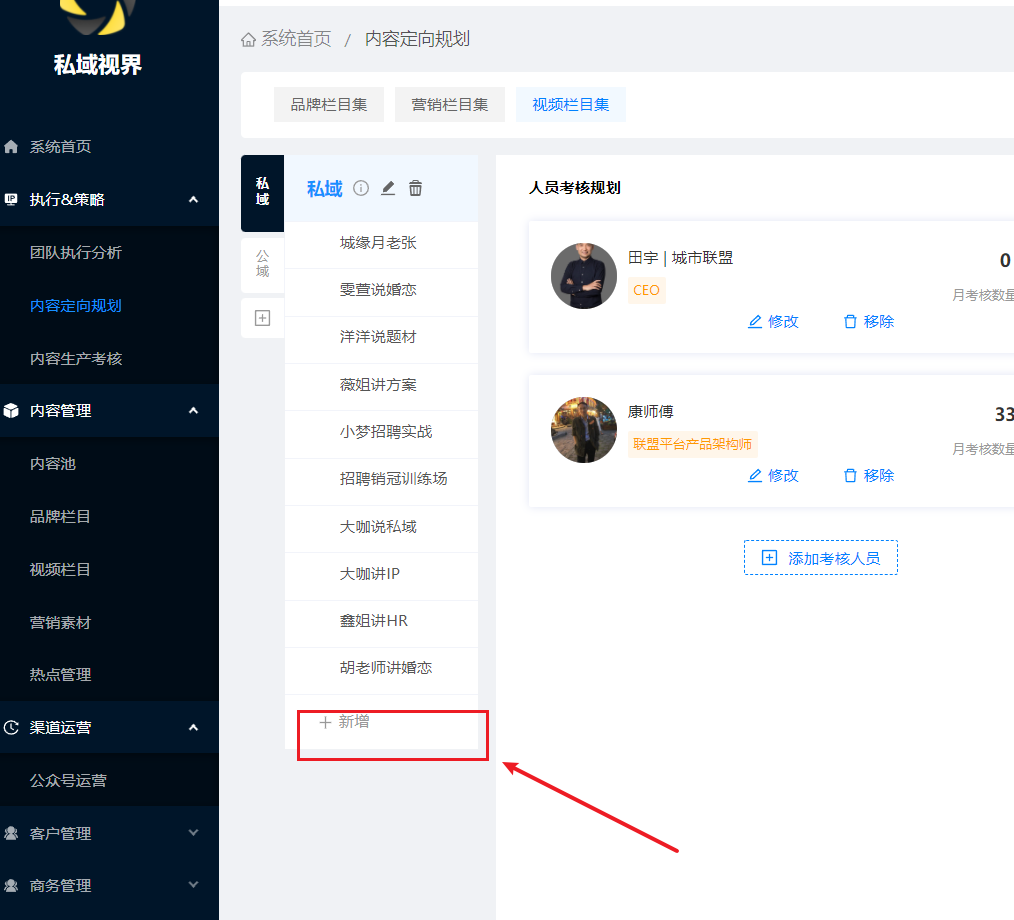 私域视界
系统首页
执行&策略
团队执行分析
内容定向规划
内容生产考核
内容管理
内容池
品牌栏目
视频栏目
营销素材
热点管理
渠道运营
公众号运营
客户管理
商务管理
系统首页 / 内容定向规划
品牌栏目集 营销栏目集 视频栏目集
私域
公域
私域
城缘月老张
雯萱说婚恋
洋洋说题材
薇姐讲方案
小梦招聘实战
招聘销冠训练场
大咖说私域
大咖讲IP
鑫姐讲HR
胡老师讲婚恋
新增
人员考核规划
田宇 | 城市联盟
CEO
0
月考核数量
修改 移除
康师傅
联盟平台产品架构师
33
月考核数量
修改 移除
添加考核人员